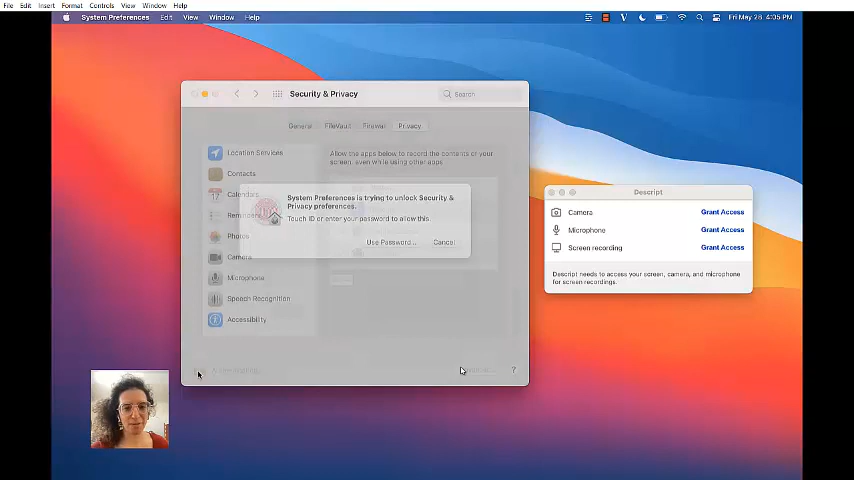 File Edit Insert Format Controls View Window Help
System Preferences Edit View Window Help
Fri May 28 4:05 PM
Security & Privacy
Search
General FileVault Firewall Privacy
Location Services
Contacts
Calendars
Photos
Camera
Microphone
Speech Recognition
Accessibility
Allow the apps below to record the contents of your
screen, even while using other apps.
System Preferences is trying to unlock Security &
Privacy preferences.
Touch ID or enter your password to allow this.
Use Password... Cancel
?
Descript
Camera Grant Access
Microphone Grant Access
Screen recording Grant Access
Descript needs to access your screen, camera, and microphone
for screen recordings.